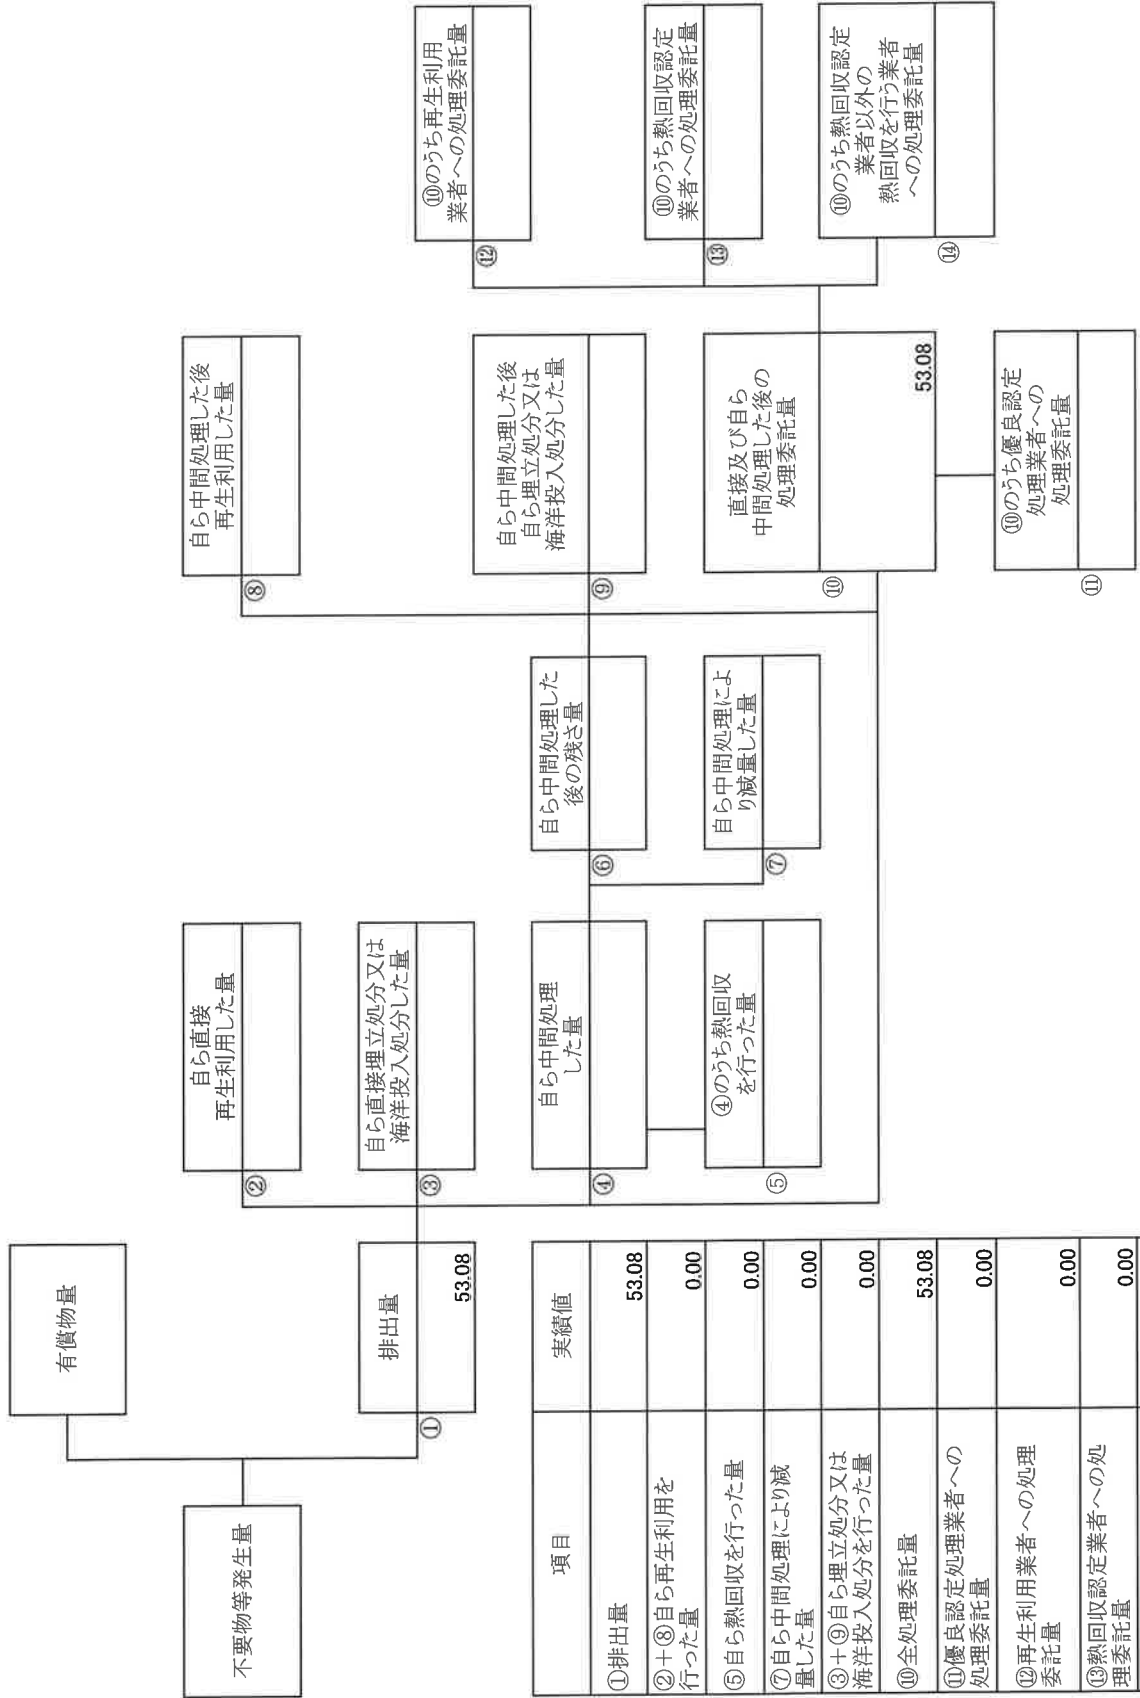 不要物等発生量
有償物量
排出量
①
53.08
自ら直接
再生利用した量
②
自ら直接埋立処分又は
海洋投入処分した量
③
自ら中間処理
した量
④
④のうち熱回収
を行った量
⑤
自ら中間処理した
後の残さ量
⑥
自ら中間処理によ
り減量した量
⑦
自ら中間処理した後
再生利用した量
⑧
自ら中間処理した後
自ら埋立処分又は
海洋投入処分した量
⑨
直接及び自ら
中間処理した後の
処理委託量
⑩
53.08
⑩のうち優良認定
処理業者への
処理委託量
⑪
⑩のうち再生利用
業者への処理委託量
⑫
⑩のうち熱回収認定
業者への処理委託量
⑬
⑩のうち熱回収認定
業者以外の
熱回収を行う業者
への処理委託量
⑭
項目 実績値
①排出量 53.08
②+⑧自ら再生利用を
行った量 0.00
⑤自ら熱回収を行った量 0.00
⑦自ら中間処理により減
量した量 0.00
③+⑨自ら埋立処分又は
海洋投入処分を行った量 0.00
⑩全処理委託量 53.08
⑪優良認定処理業者への
処理委託量 0.00
⑫再生利用業者への処理
委託量 0.00
⑬熱回収認定業者への処
理委託量 0.00